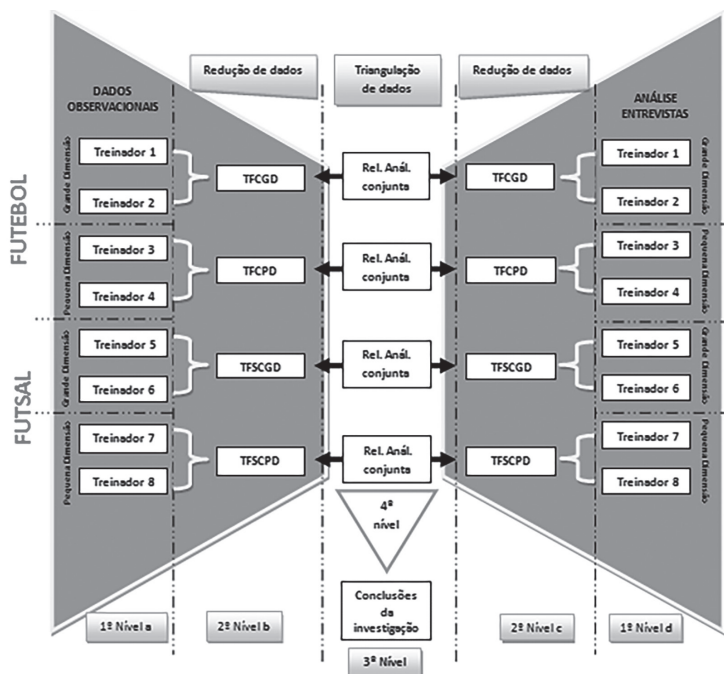 Redução de dados
Triangulação
de dados
Redução de dados
DADOS
OBSERVACIONAIS
ANÁLISE
ENTREVISTAS
FUTEBOL
Grande Dimensão
Treinador 1
Treinador 2
TFCGD
Rel. Anál.
conjunta
TFCGD
Treinador 1
Treinador 2
Grande Dimensão
Pequena Dimensão
Treinador 3
Treinador 4
TFCPD
Rel. Anál.
conjunta
TFCPD
Treinador 3
Treinador 4
Pequena Dimensão
FUTSAL
Grande Dimensão
Treinador 5
Treinador 6
TFSCGD
Rel. Anál.
conjunta
TFSCGD
Treinador 5
Treinador 6
Grande Dimensão
Pequena Dimensão
Treinador 7
Treinador 8
TFSCPD
Rel. Anál.
conjunta
TFSCPD
Treinador 7
Treinador 8
Pequena Dimensão
4º
nível
Conclusões
da
investigação
1º Nível a
2º Nível b
3º Nível
2º Nível c
1º Nível d